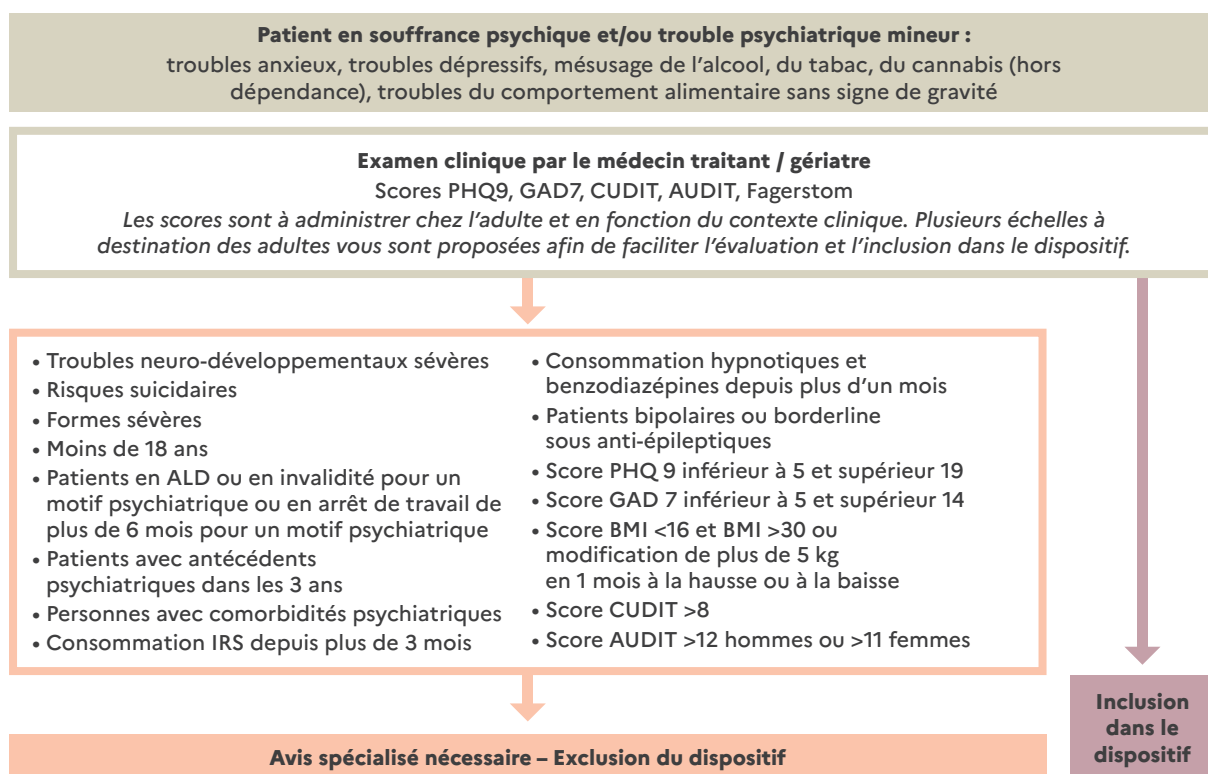 Patient en souffrance psychique et/ou trouble psychiatrique mineur :
troubles anxieux, troubles dépressifs, mésusage de l’alcool, du tabac, du cannabis (hors
dépendance), troubles du comportement alimentaire sans signe de gravité
Examen clinique par le médecin traitant / gériatre
Scores PHQ9, GAD7, CUDIT, AUDIT, Fagerstom
Les scores sont à administrer chez l’adulte et en fonction du contexte clinique. Plusieurs échelles à
destination des adultes vous sont proposées afin de faciliter l’évaluation et l’inclusion dans le dispositif.
• Troubles neuro-développementaux sévères
• Risques suicidaires
• Formes sévères
• Moins de 18 ans
• Patients en ALD ou en invalidité pour un
motif psychiatrique ou en arrêt de travail de
plus de 6 mois pour un motif psychiatrique
• Patients avec antécédents
psychiatriques dans les 3 ans
• Personnes avec comorbidités psychiatriques
• Consommation IRS depuis plus de 3 mois
• Consommation hypnotiques et
benzodiazépines depuis plus d’un mois
• Patients bipolaires ou borderline
sous anti-épileptiques
• Score PHQ 9 inférieur à 5 et supérieur 19
• Score GAD 7 inférieur à 5 et supérieur 14
• Score BMI <16 et BMI >30 ou
modification de plus de 5 kg
en 1 mois à la hausse ou à la baisse
• Score CUDIT >8
• Score AUDIT >12 hommes ou >11 femmes
Avis spécialisé nécessaire – Exclusion du dispositif
Inclusion
dans le
dispositif